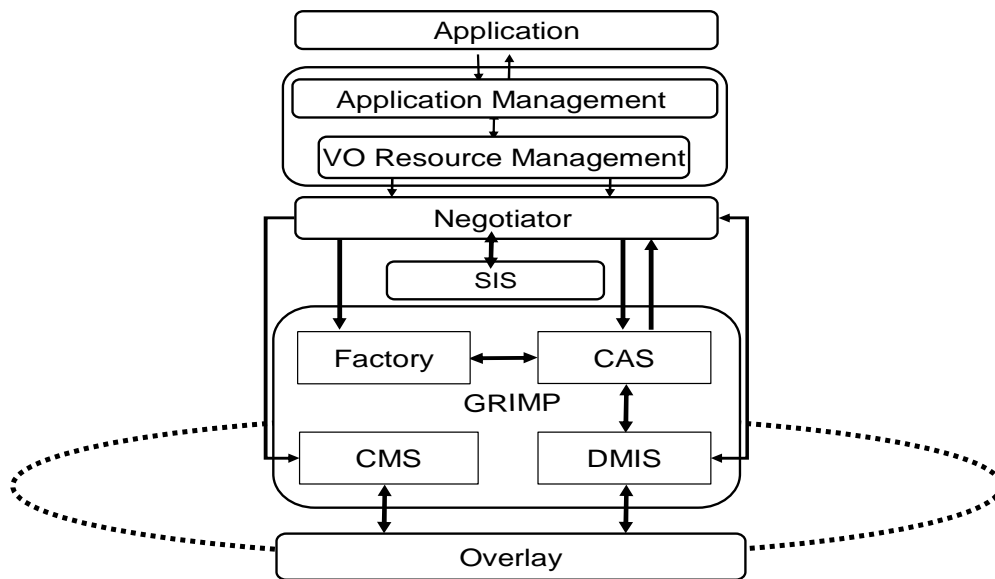 Application
Application Management
VO Resource Management
Negotiator
SIS
Factory
CAS
GRIMP
CMS
DMIS
Overlay